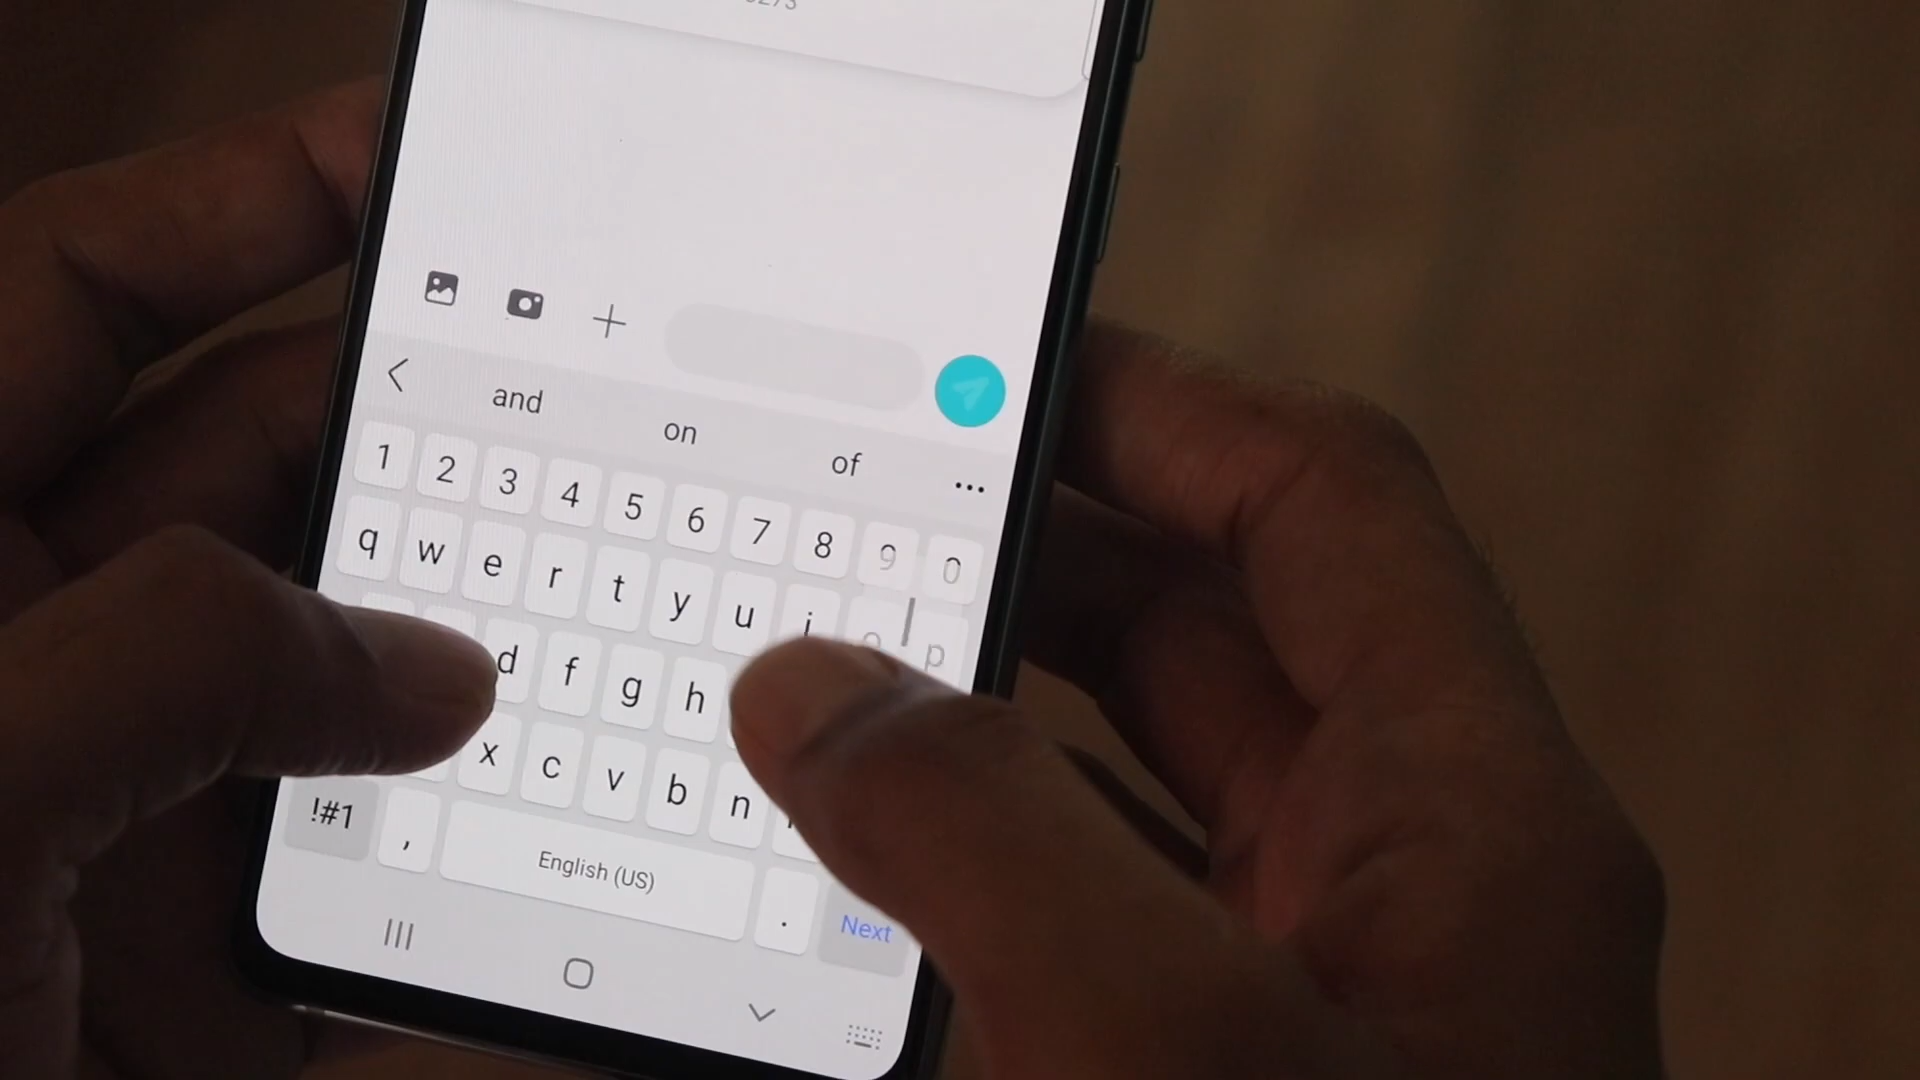 and on of
1 2 3 4 5 6 7 8 9 0
q w e r t y u i o p
d f g h
x c v b n
!#1 , English (US) . Next